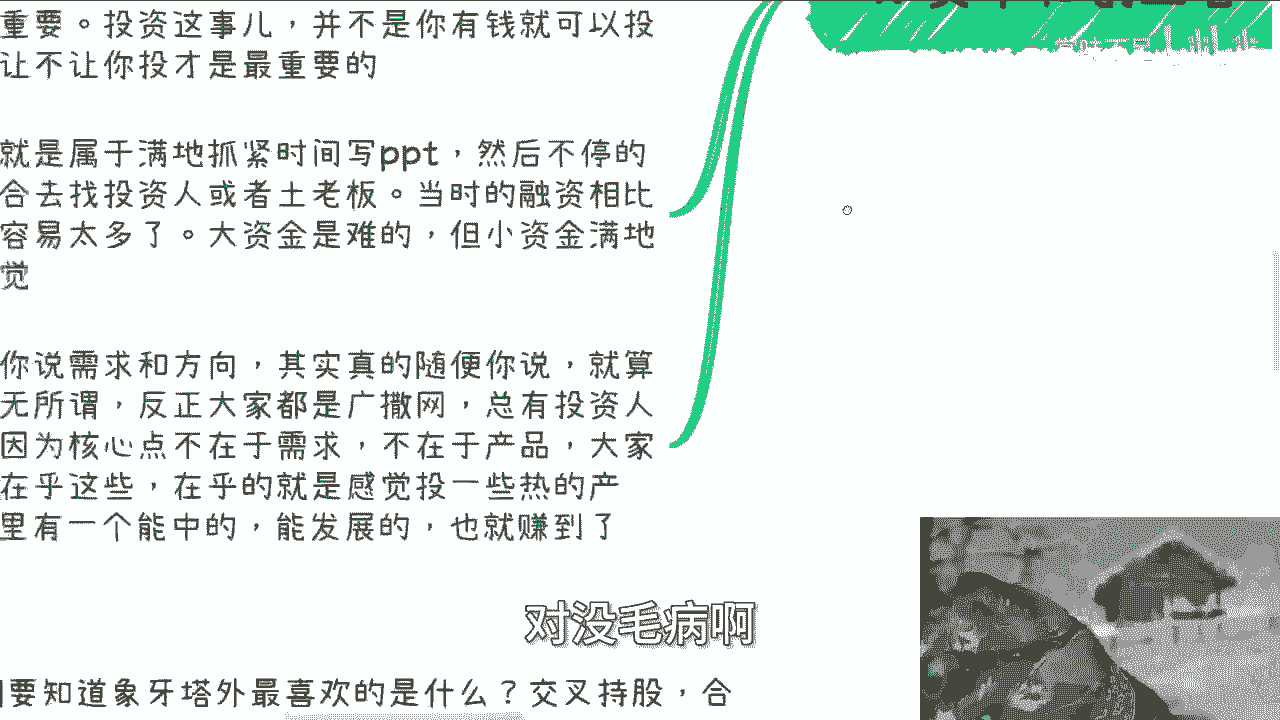 重要。投资这事儿，并不是你有钱就可以投
让不让你投才是最重要的
就是属于满地抓紧时间写ppt，然后不停的
合去找投资人或者土老板。当时的融资相比
容易太多了。大资金是难的，但小资金满地
觉
你说需求和方向，其实真的随便你说，就算
无所谓，反正大家都是广撒网，总有投资人
因为核心点不在于需求，不在于产品，大家
在乎这些，在乎的就是感觉投一些热的产
里有一个能中的，能发展的，也就赚到了
对没毛病啊
要知道象牙塔外最喜欢的是什么？交叉持股，合